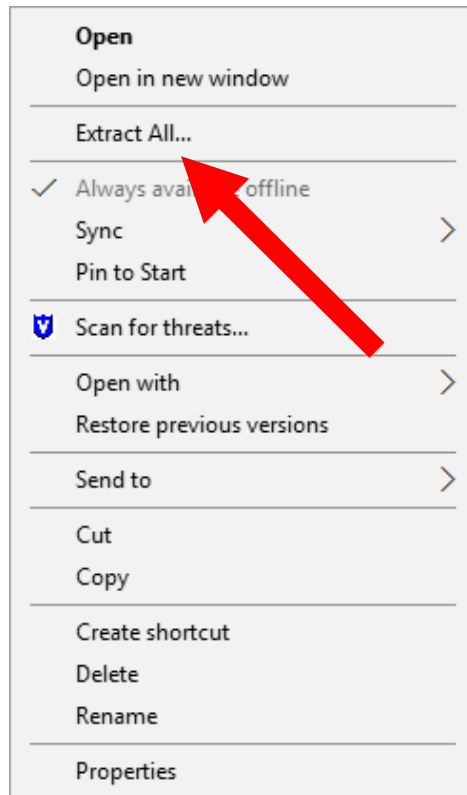 Open
Open in new window
Extract All...
Always avai offline
Sync
Pin to Start
Scan for threats...
Open with
Restore previous versions
Send to
Cut
Copy
Create shortcut
Delete
Rename
Properties